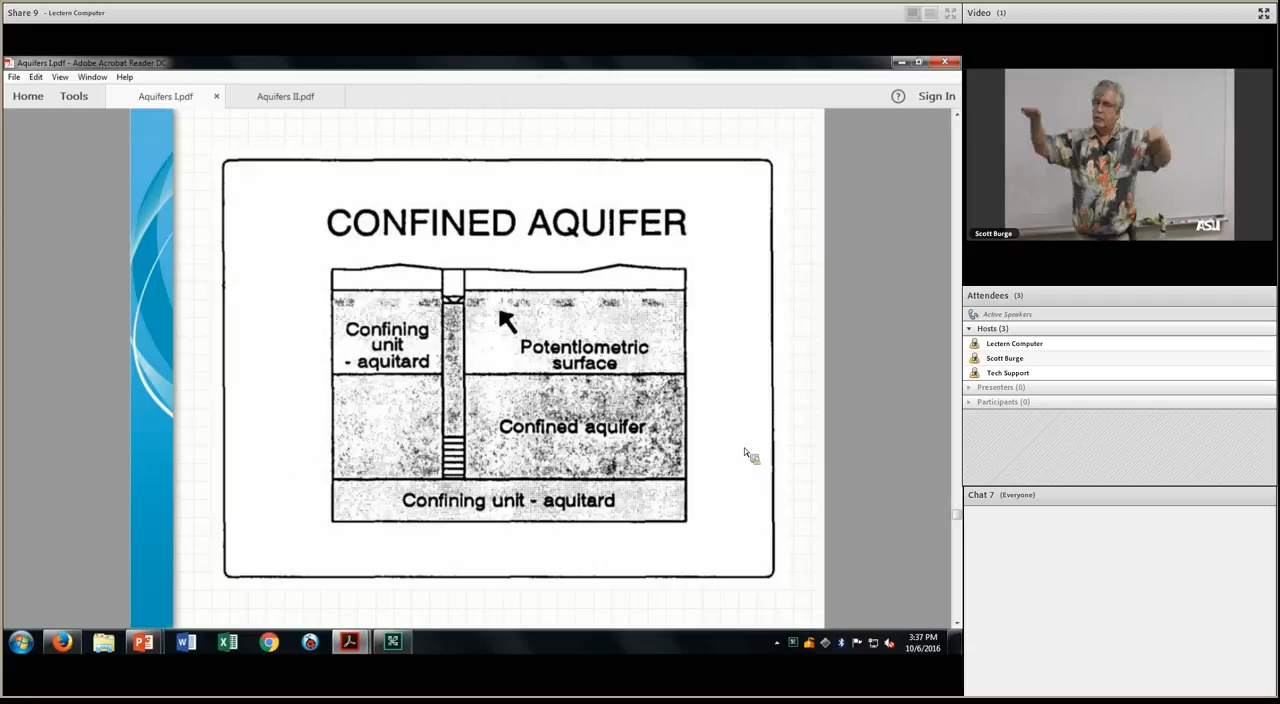 Share 9 - Lectern Computer
Video (1)
Aquifers I.pdf - Adobe Acrobat Reader DC
File Edit View Window Help
Home Tools Aquifers I.pdf × Aquifers II.pdf ? Sign In
CONFINED AQUIFER
Confining
unit
- aquitard
Potentiometric
surface
Confined aquifer
Confining unit - aquitard
ASU
Scott Burge
Attendees (3)
Active Speakers
Hosts (3)
Lectern Computer
Scott Burge
Tech Support
Presenters (0)
Participants (0)
Chat 7 (Everyone)
3:37 PM
10/6/2016